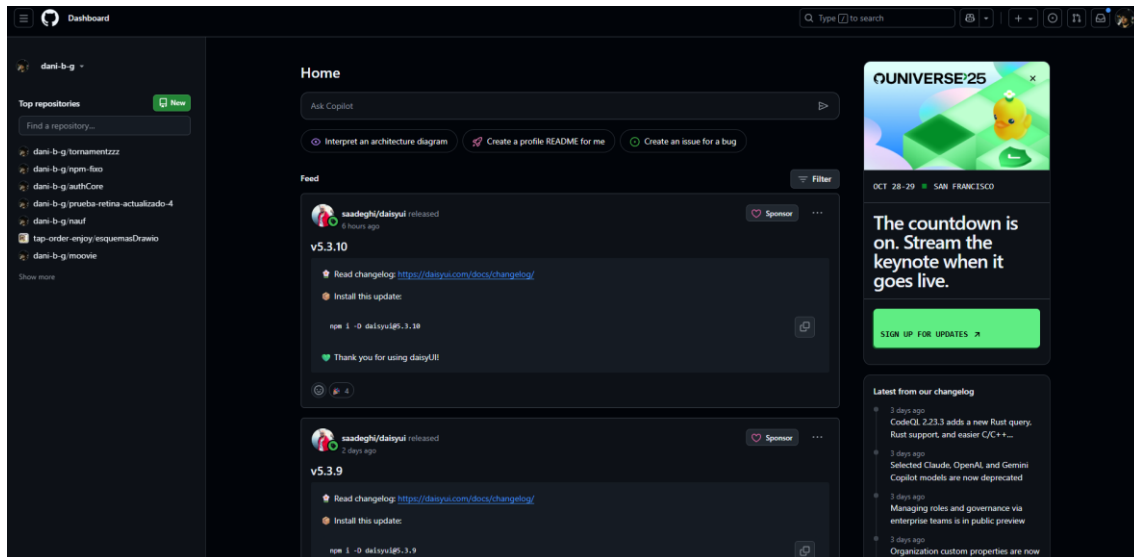 Dashboard
Type / to search
dani-b-g
Top repositories
New
Find a repository...
dani-b-g/tornamentzzz
dani-b-g/npm-fixo
dani-b-g/authCore
dani-b-g/prueba-retina-actualizado-4
dani-b-g/nauf
tap-order-enjoy/esquemasDrawio
dani-b-g/moovie
Show more
Home
Ask Copilot
Interpret an architecture diagram
Create a profile README for me
Create an issue for a bug
Feed
Filter
saadeghi/daisyui released
6 hours ago
Sponsor
v5.3.10
Read changelog: https://daisyui.com/docs/changelog/
Install this update:
npm i -D daisyui@5.3.10
Thank you for using daisyUI!
4
saadeghi/daisyui released
2 days ago
Sponsor
v5.3.9
Read changelog: https://daisyui.com/docs/changelog/
Install this update:
npm i -D daisyui@5.3.9
UNIVERSE'25
OCT 28-29 SAN FRANCISCO
The countdown is
on. Stream the
keynote when it
goes live.
SIGN UP FOR UPDATES
Latest from our changelog
3 days ago
CodeQL 2.23.3 adds a new Rust query,
Rust support, and easier C/C++...
3 days ago
Selected Claude, OpenAI, and Gemini
Copilot models are now deprecated
3 days ago
Managing roles and governance via
enterprise teams is in public preview
3 days ago
Organization custom properties are now